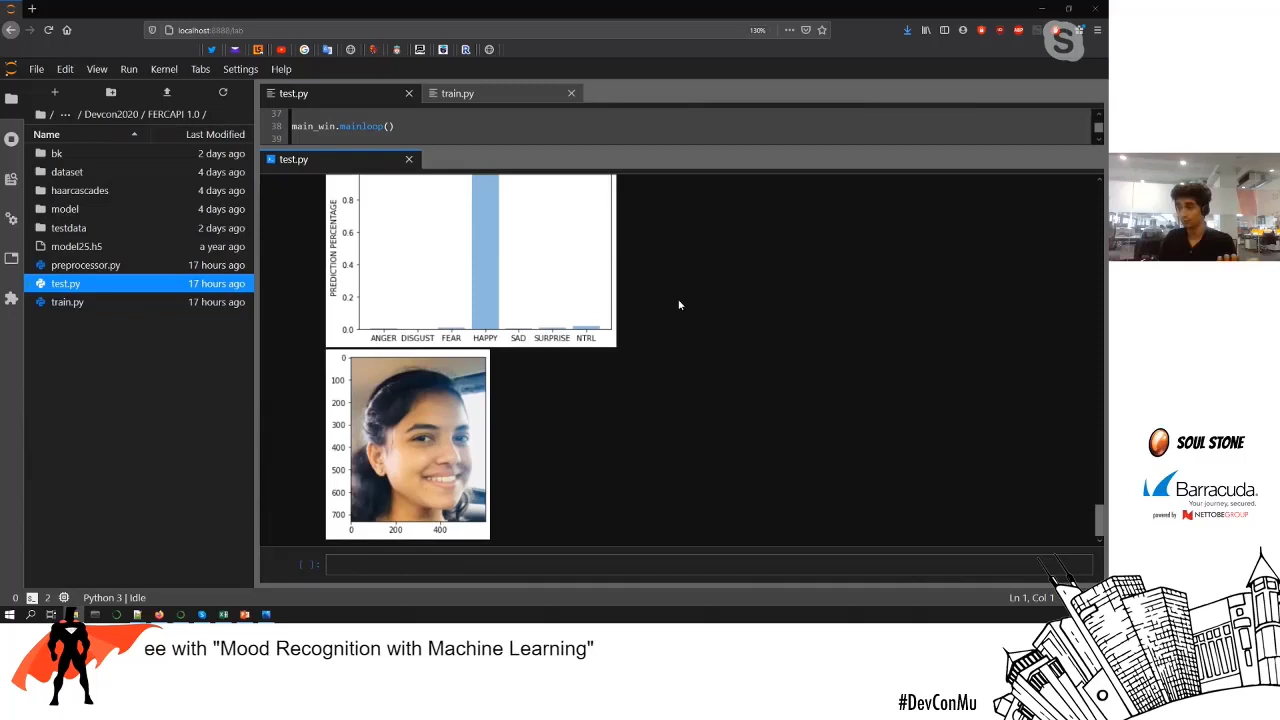 localhost:8888/lab
130%
File Edit View Run Kernel Tabs Settings Help
/ ··· / Devcon2020 / FERCAPI 1.0 /
Name Last Modified
bk 2 days ago
dataset 4 days ago
haarcascades 4 days ago
model 4 days ago
testdata 2 days ago
model25.h5 a year ago
preprocessor.py 17 hours ago
test.py 17 hours ago
train.py 17 hours ago
test.py
train.py
37
38 main_win.mainloop()
39
test.py
PREDICTION PERCENTAGE
0.8
0.6
0.4
0.2
0.0
ANGER DISGUST FEAR HAPPY SAD SURPRISE NTRL
0
100
200
300
400
500
600
700
0 200 400
[ ]:
0 2 Python 3 | Idle
Ln 1, Col 1
S
SOUL STONE
Barracuda.
Your journey, secured.
powered by NETTOBEGROUP
ee with "Mood Recognition with Machine Learning"
#DevConMu